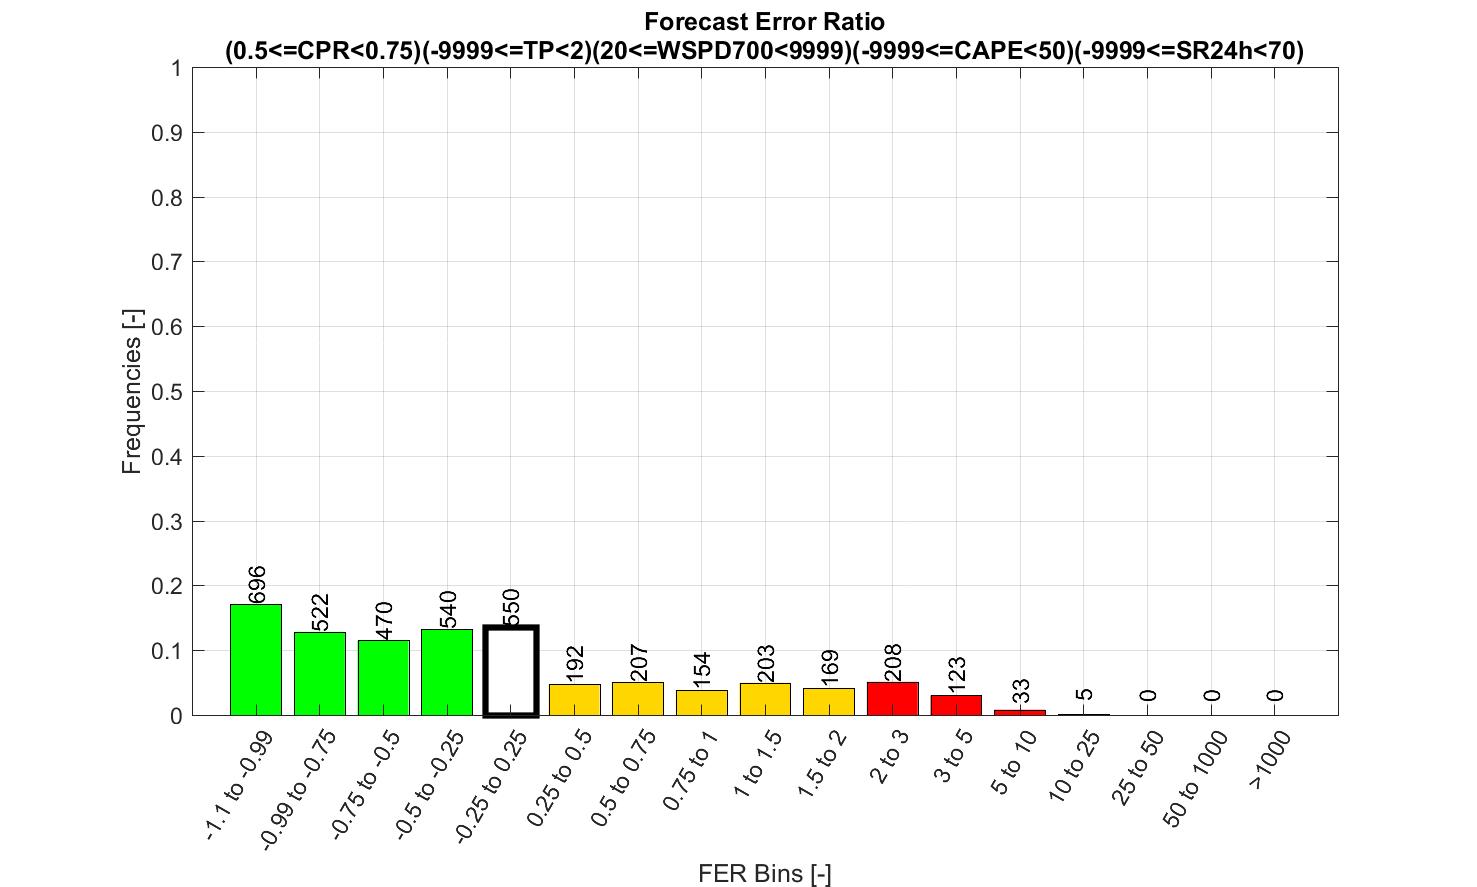 Forecast Error Ratio
(0.5<=CPR<0.75)(-9999<=TP<2)(20<=WSPD700<9999)(-9999<=CAPE<50)(-9999<=SR24h<70)
Frequencies [-]
1
0.9
0.8
0.7
0.6
0.5
0.4
0.3
0.2
0.1
0
696
522
470
540
550
192
207
154
203
169
208
123
33
5
0
0
0
-1.1 to -0.99
-0.99 to -0.75
-0.75 to -0.5
-0.5 to -0.25
-0.25 to 0.25
0.25 to 0.5
0.5 to 0.75
0.75 to 1
1 to 1.5
1.5 to 2
2 to 3
3 to 5
5 to 10
10 to 25
25 to 50
50 to 1000
>1000
FER Bins [-]